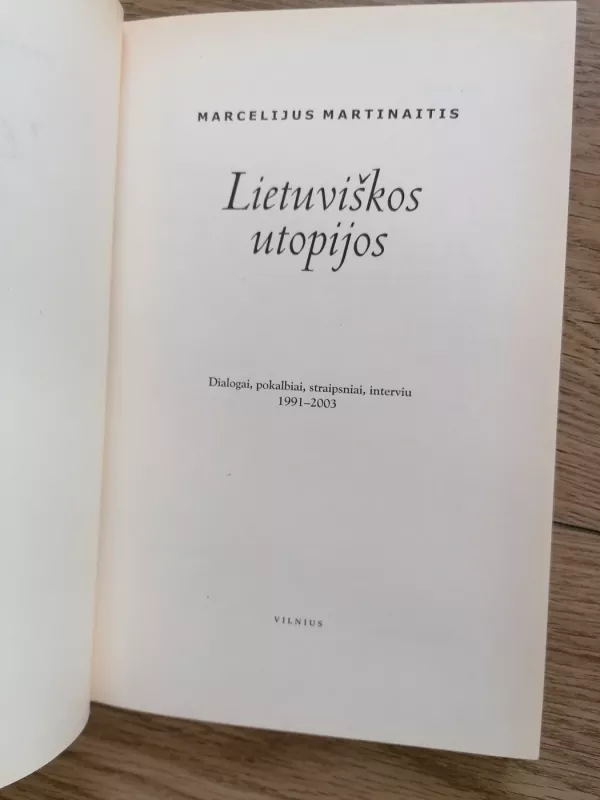 MARCELIJUS MARTINAITIS
Lietuviškos
utopijos
Dialogai, pokalbiai, straipsniai, interviu
1991–2003
VILNIUS